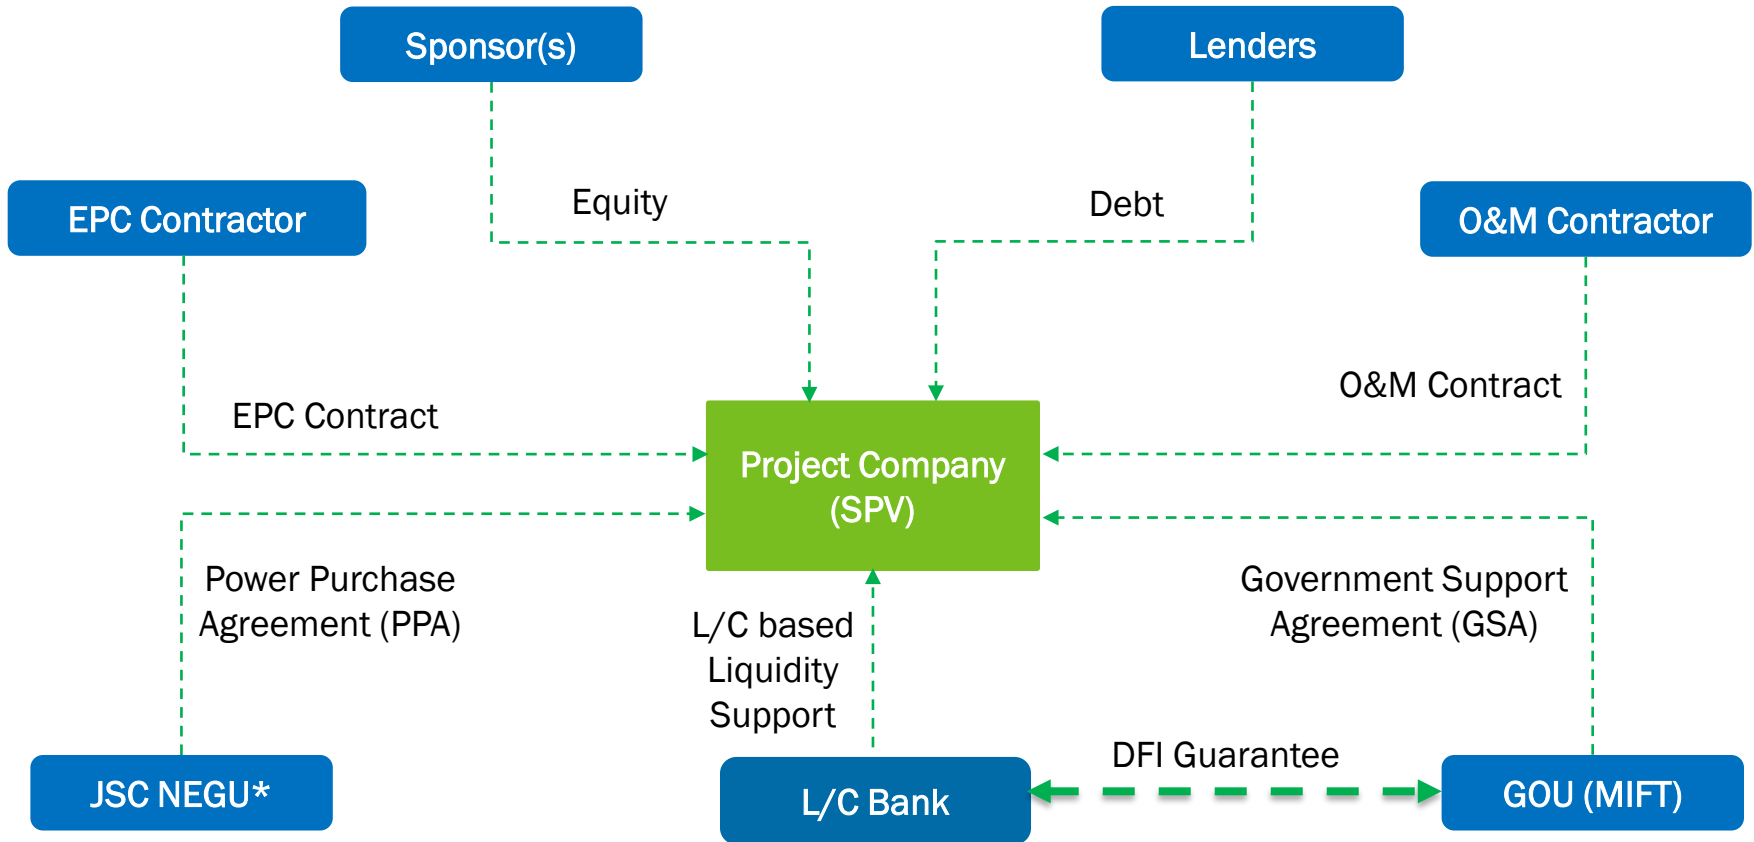 Sponsor(s)
Lenders
EPC Contractor
Equity
Debt
O&M Contractor
EPC Contract
O&M Contract
Project Company
(SPV)
Power Purchase
Agreement (PPA)
L/C based
Liquidity
Support
Government Support
Agreement (GSA)
JSC NEGU*
L/C Bank
DFI Guarantee
GOU (MIFT)